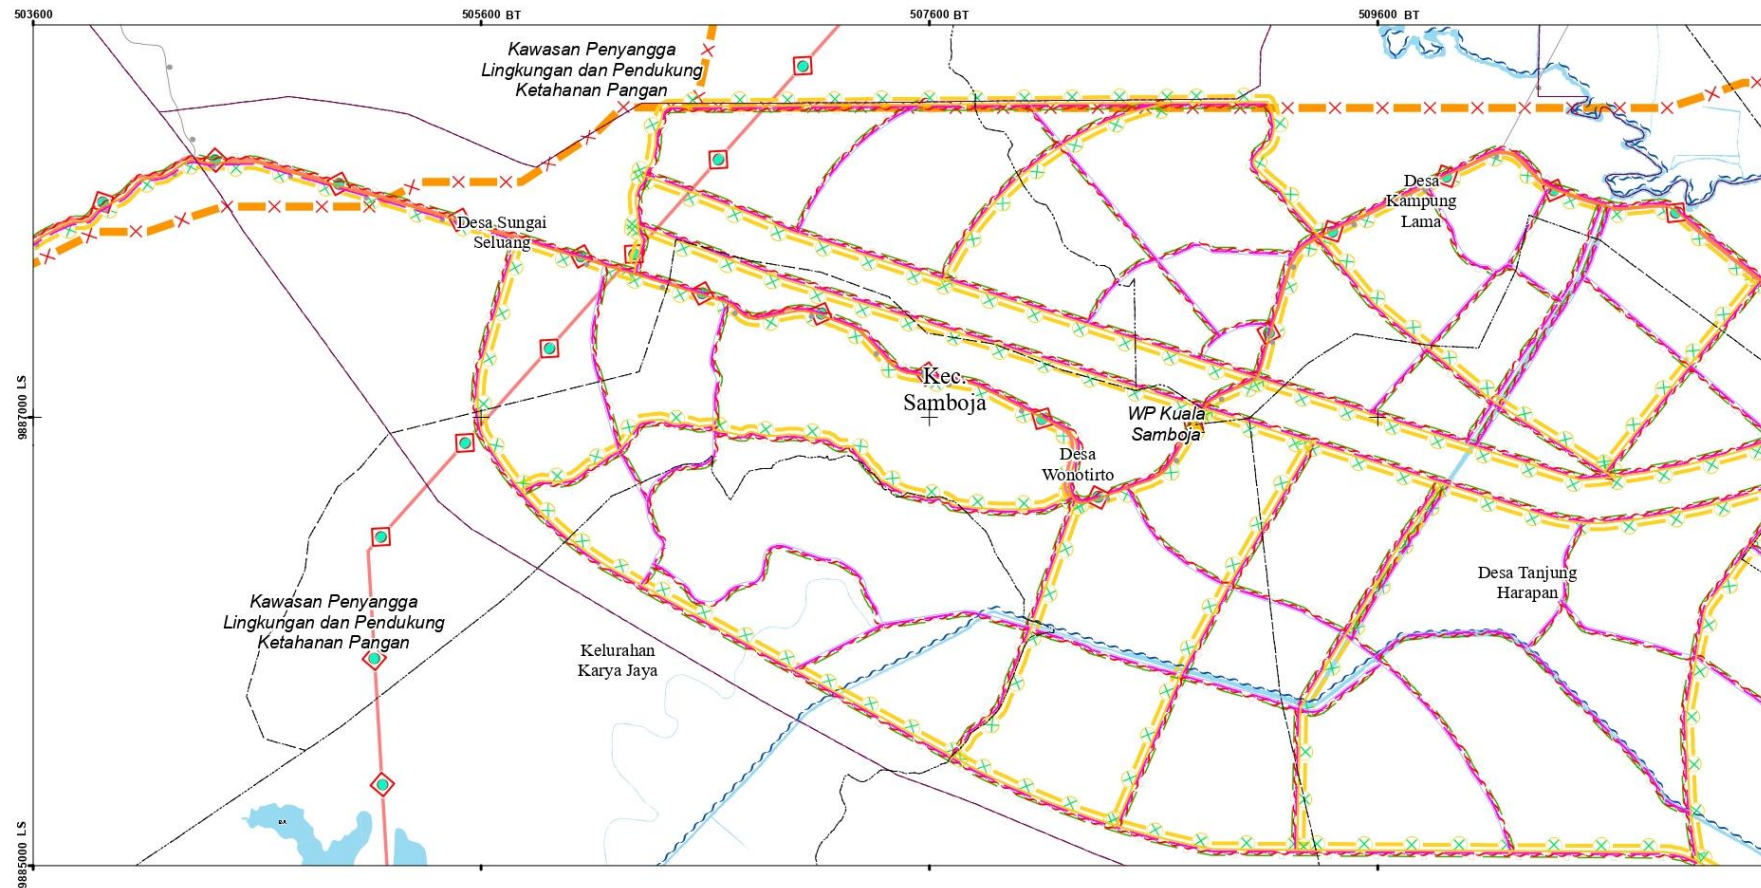 503600
505600 BT
507600 BT
509600 BT
Kawasan Penyangga
Lingkungan dan Pendukung
Ketahanan Pangan
Desa Sungai
Seluang
Desa
Kampung
Lama
Kec.
Samboja
WP Kuala
Samboja
Desa
Wonotirto
9887000 LS
Desa Tanjung
Harapan
Kawasan Penyangga
Lingkungan dan Pendukung
Ketahanan Pangan
Kelurahan
Karya Jaya
9885000 LS